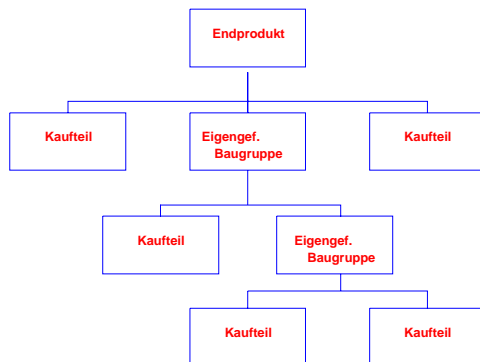 Endprodukt
Kaufteil
Eigengef.
Baugruppe
Kaufteil
Kaufteil
Eigengef.
Baugruppe
Kaufteil
Kaufteil